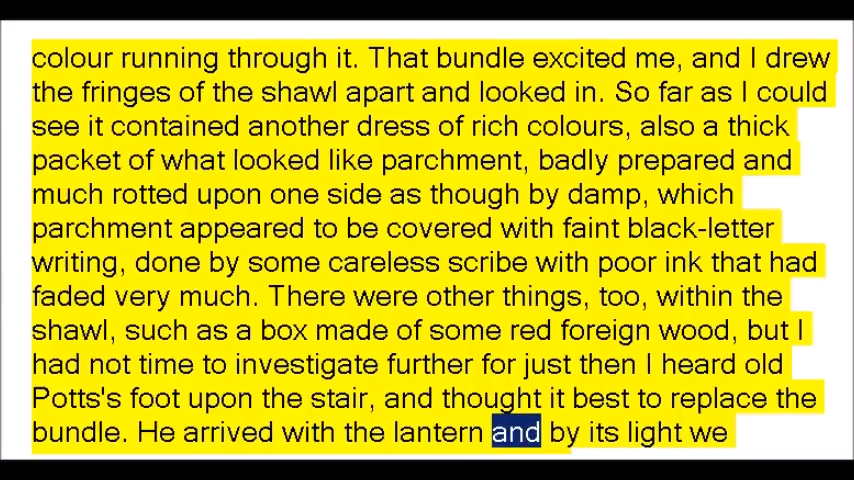 colour running through it. That bundle excited me, and I drew
the fringes of the shawl apart and looked in. So far as I could
see it contained another dress of rich colours, also a thick
packet of what looked like parchment, badly prepared and
much rotted upon one side as though by damp, which
parchment appeared to be covered with faint black-letter
writing, done by some careless scribe with poor ink that had
faded very much. There were other things, too, within the
shawl, such as a box made of some red foreign wood, but I
had not time to investigate further for just then I heard old
Potts's foot upon the stair, and thought it best to replace the
bundle. He arrived with the lantern and by its light we